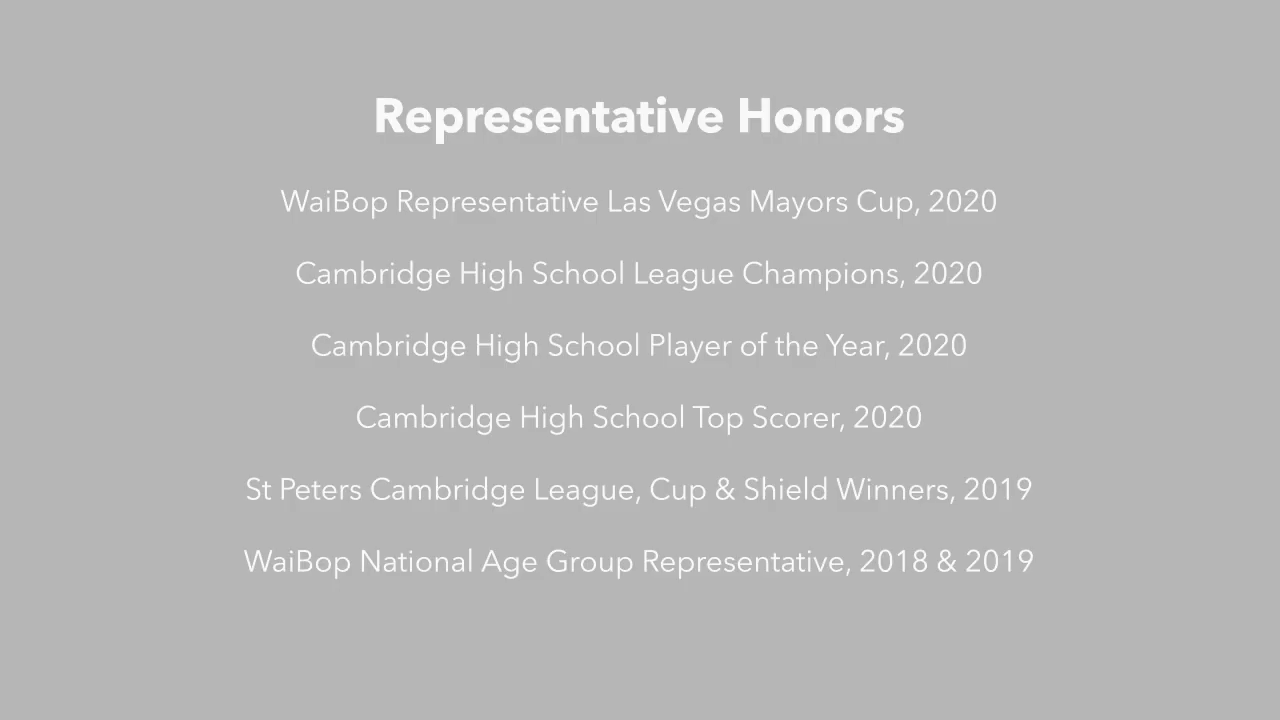 Representative Honors
WaiBop Representative Las Vegas Mayors Cup, 2020
Cambridge High School League Champions, 2020
Cambridge High School Player of the Year, 2020
Cambridge High School Top Scorer, 2020
St Peters Cambridge League, Cup & Shield Winners, 2019
WaiBop National Age Group Representative, 2018 & 2019